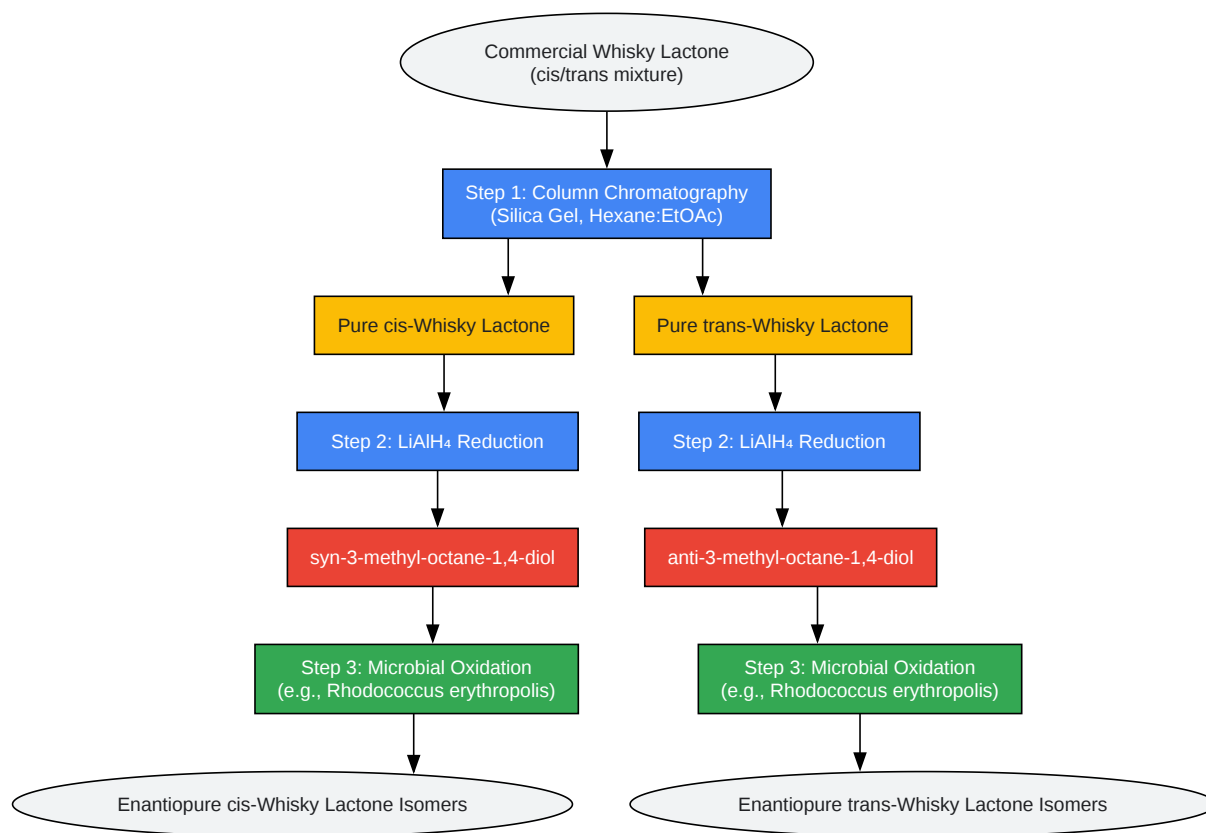 Commercial Whisky Lactone
(cis/trans mixture)
Step 1: Column Chromatography
(Silica Gel, Hexane:EtOAc)
Pure cis-Whisky Lactone
Pure trans-Whisky Lactone
Step 2: LiAlH₄ Reduction
Step 2: LiAlH₄ Reduction
syn-3-methyl-octane-1,4-diol
anti-3-methyl-octane-1,4-diol
Step 3: Microbial Oxidation
(e.g., Rhodococcus erythropolis)
Step 3: Microbial Oxidation
(e.g., Rhodococcus erythropolis)
Enantiopure cis-Whisky Lactone Isomers
Enantiopure trans-Whisky Lactone Isomers